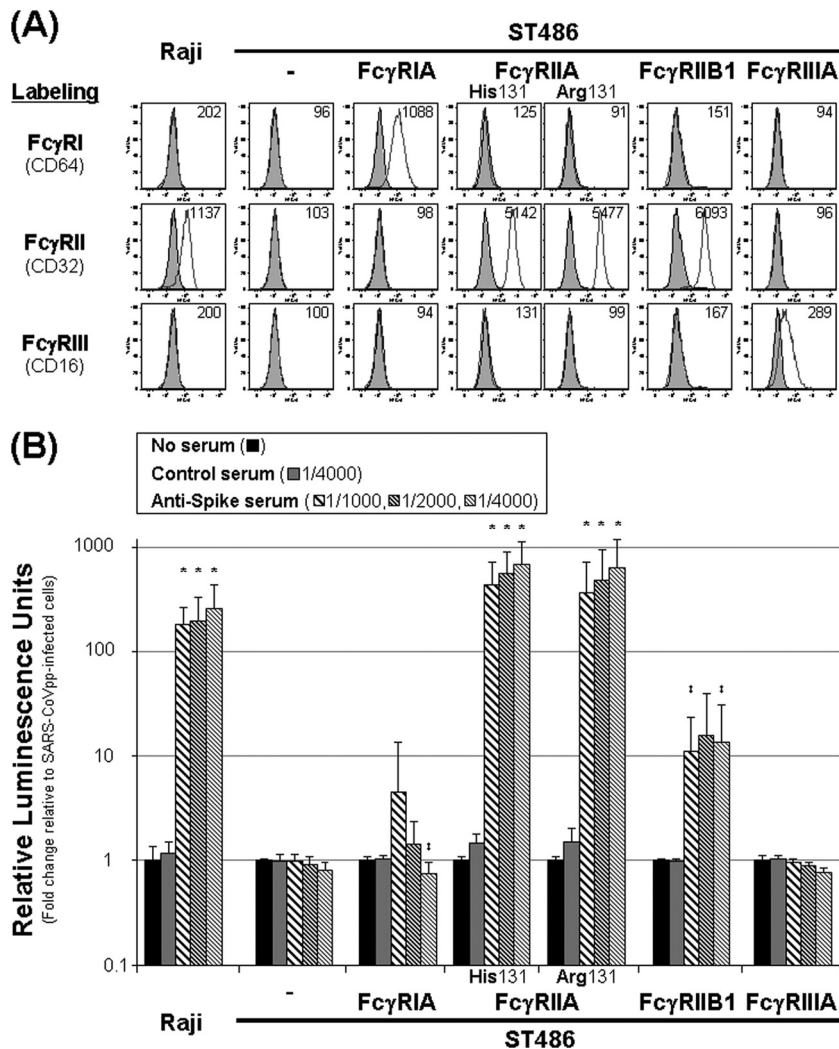 (A)
ST486
Raji
- FcγRIA FcγRIIA FcγRIIB1 FcγRIIIA
Labeling
His131 Arg131
FcγRI
(CD64)
202 96 1088 125 91 151 94
FcγRII
(CD32)
1137 103 98 5142 5477 6093 96
FcγRIII
(CD16)
200 100 94 131 99 167 289
(B)
No serum ( )
Control serum ( 1/4000)
Anti-Spike serum ( 1/1000, 1/2000, 1/4000)
Relative Luminescence Units
(Fold change relative to SARS-CoVpp-infected cells)
1000
100
10
1
0.1
* * *
‡
* * *
* * *
‡ ‡
His131 Arg131
- FcγRIA FcγRIIA FcγRIIB1 FcγRIIIA
Raji
ST486